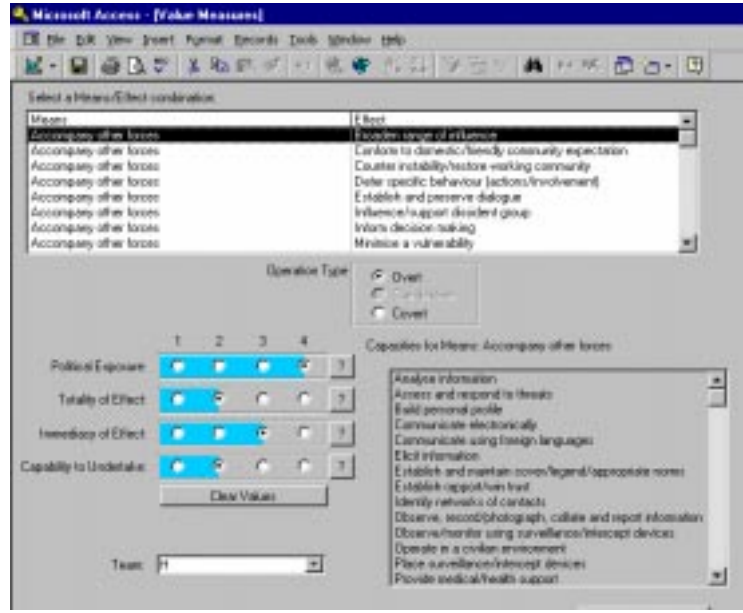 Microsoft Access - [Value Measures]
File Edit View Insert Format Records Tools Window Help
Select a Means/Effect combination:
Means Effect
Accompany other forces Broaden range of influence
Accompany other forces Conform to domestic/friendly community expectation
Accompany other forces Counter instability/restore working community
Accompany other forces Deter specific behaviour (actions/involvement)
Accompany other forces Establish and preserve dialogue
Accompany other forces Influence/support dissident group
Accompany other forces Inform decision making
Accompany other forces Minimise a vulnerability
Operation Type
Overt
Covert
1 2 3 4
Political Exposure: ?
Totality of Effect: ?
Immediacy of Effect: ?
Capability to Undertake: ?
Clear Values
Team: H
Capacities for Means: Accompany other forces
Analyse information
Assess and respond to threats
Build personal profile
Communicate electronically
Communicate using foreign languages
Elicit information
Establish and maintain cover/legend/appropriate norms
Establish rapport/win trust
Identify networks of contacts
Observe, record/photograph, collate and report information
Observe/monitor using surveillance/intercept devices
Operate in a civilian environment
Place surveillance/intercept devices
Provide medical/health support